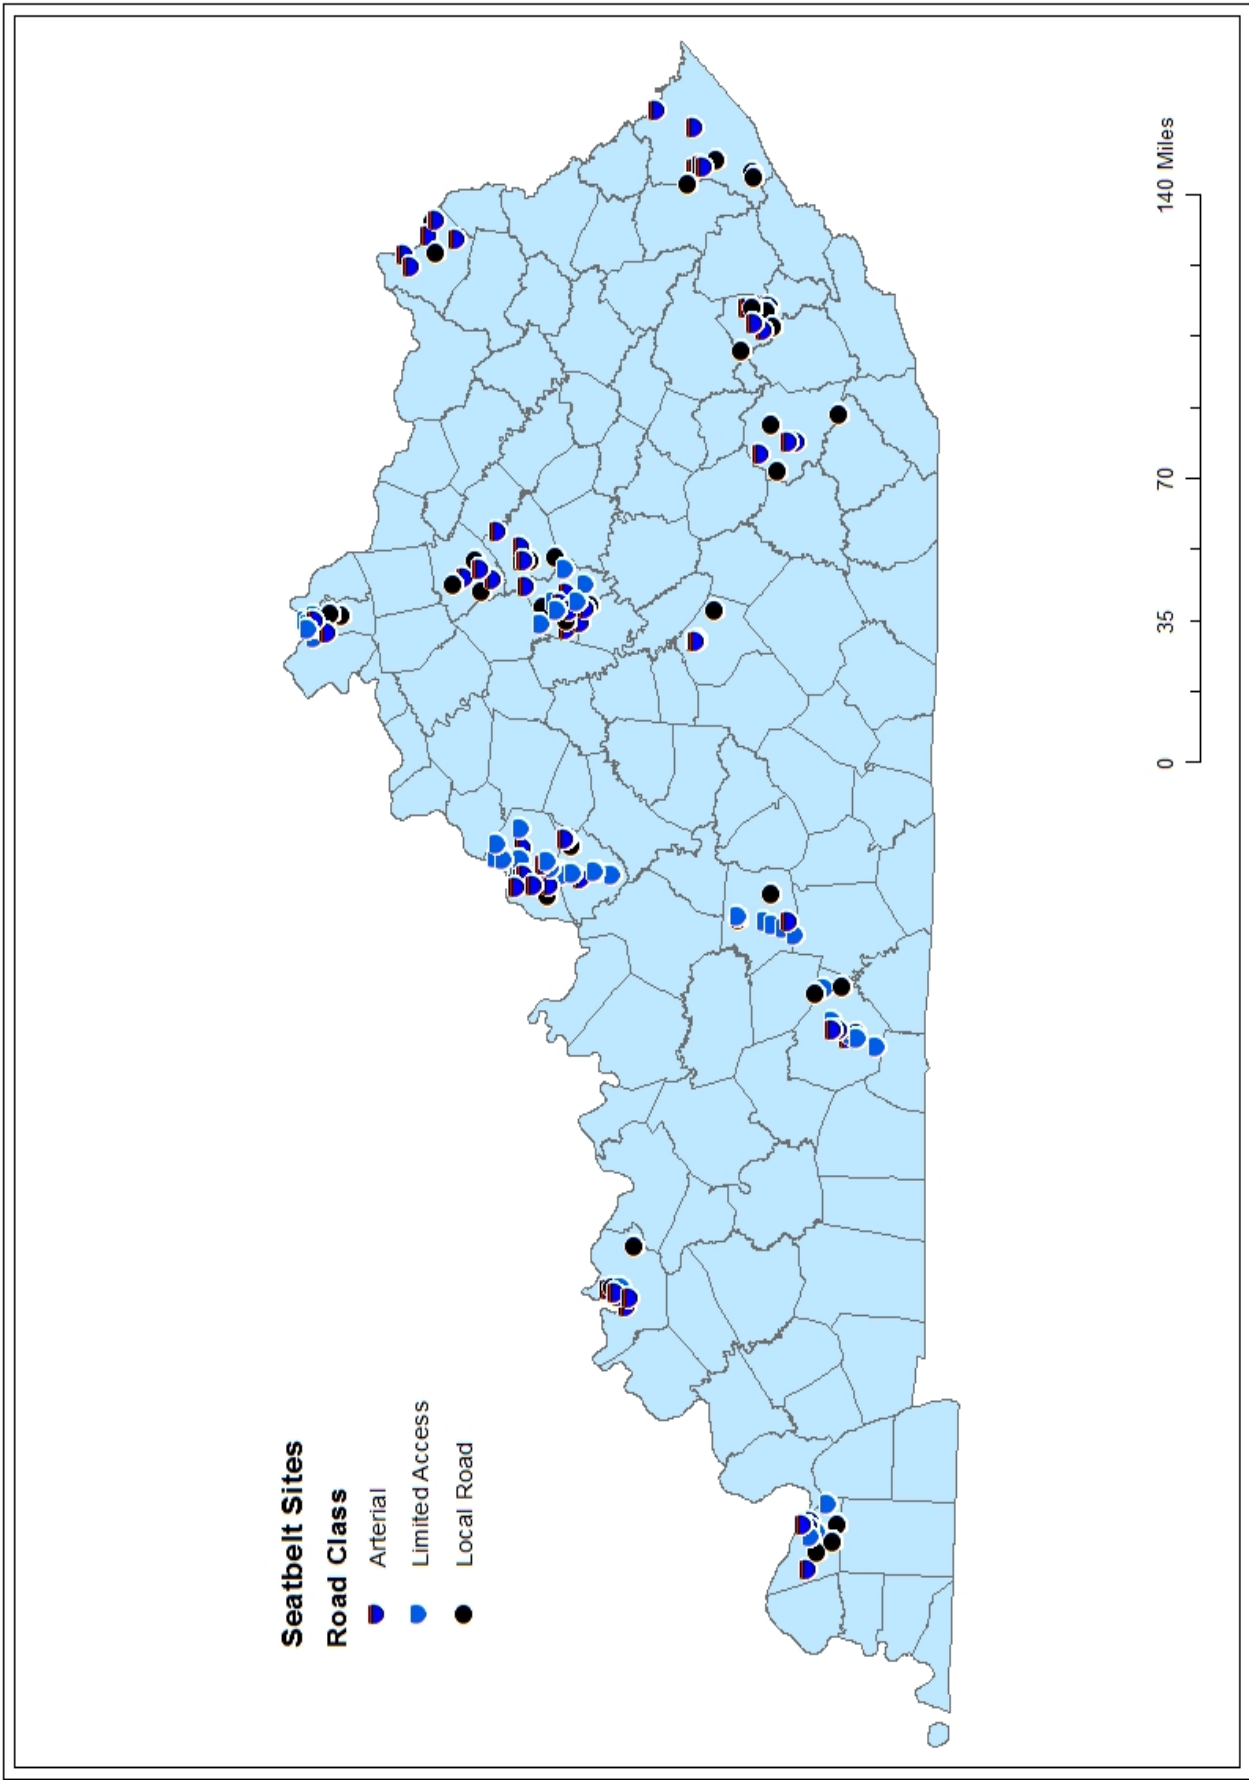 Seatbelt Sites
Road Class
Arterial
Limited Access
Local Road
0 35 70 140 Miles